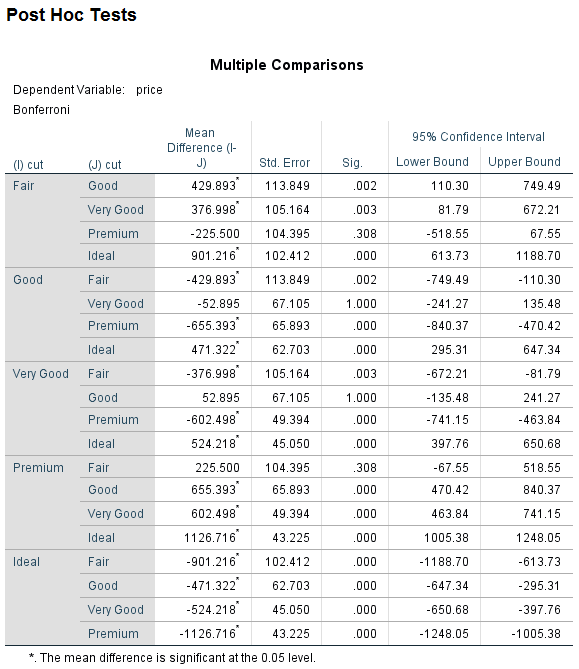 Post Hoc Tests
Multiple Comparisons
Dependent Variable: price
Bonferroni
(I) cut (J) cut Mean Difference (I-J) Std. Error Sig. 95% Confidence Interval
Lower Bound Upper Bound
Fair Good 429.893* 113.849 .002 110.30 749.49
Very Good 376.998* 105.164 .003 81.79 672.21
Premium -225.500 104.395 .308 -518.55 67.55
Ideal 901.216* 102.412 .000 613.73 1188.70
Good Fair -429.893* 113.849 .002 -749.49 -110.30
Very Good -52.895 67.105 1.000 -241.27 135.48
Premium -655.393* 65.893 .000 -840.37 -470.42
Ideal 471.322* 62.703 .000 295.31 647.34
Very Good Fair -376.998* 105.164 .003 -672.21 -81.79
Good 52.895 67.105 1.000 -135.48 241.27
Premium -602.498* 49.394 .000 -741.15 -463.84
Ideal 524.218* 45.050 .000 397.76 650.68
Premium Fair 225.500 104.395 .308 -67.55 518.55
Good 655.393* 65.893 .000 470.42 840.37
Very Good 602.498* 49.394 .000 463.84 741.15
Ideal 1126.716* 43.225 .000 1005.38 1248.05
Ideal Fair -901.216* 102.412 .000 -1188.70 -613.73
Good -471.322* 62.703 .000 -647.34 -295.31
Very Good -524.218* 45.050 .000 -650.68 -397.76
Premium -1126.716* 43.225 .000 -1248.05 -1005.38
*. The mean difference is significant at the 0.05 level.